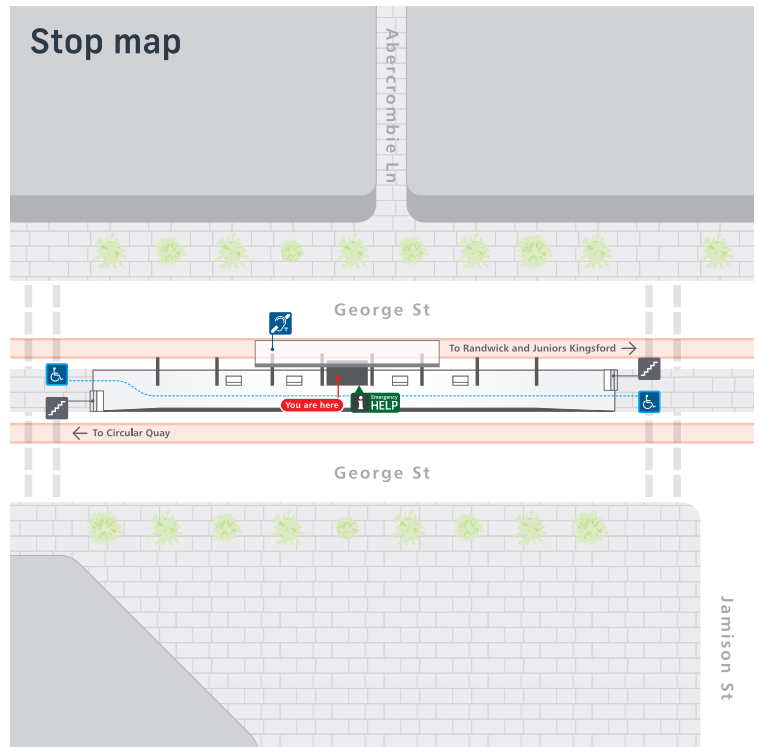 Stop map
Abercrombie Ln
George St
To Randwick and Juniors Kingsford
You are here
Emergency
HELP
To Circular Quay
George St
Jamison St